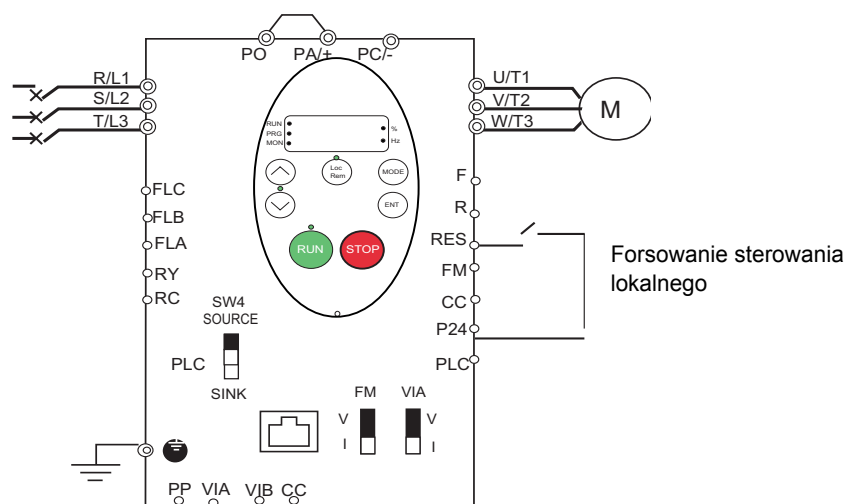 PO PA/+ PC/-
R/L1
S/L2
T/L3
U/T1
V/T2
W/T3
M
RUN
PRG
MON
%
Hz
Loc
Rem
MODE
ENT
RUN
STOP
FLC
FLB
FLA
RY
RC
F
R
RES
FM
CC
P24
PLC
Forsowanie sterowania
lokalnego
SW4
SOURCE
PLC
SINK
FM VIA
V V
I I
PP VIA VIB CC